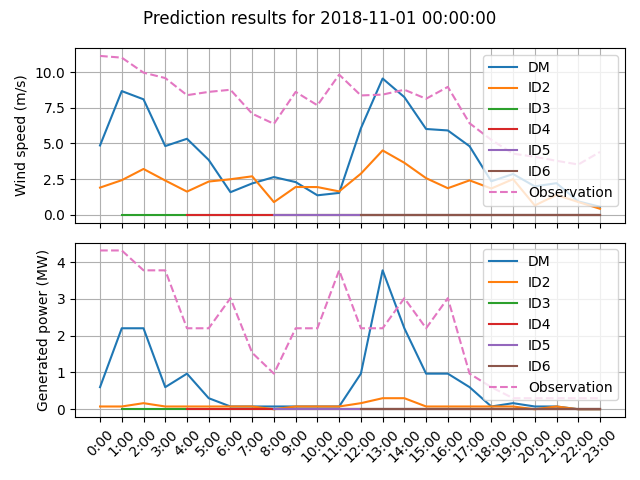 Prediction results for 2018-11-01 00:00:00
Wind speed (m/s)
10.0
7.5
5.0
2.5
0.0
DM
ID2
ID3
ID4
ID5
ID6
Observation
Generated power (MW)
4
3
2
1
0
DM
ID2
ID3
ID4
ID5
ID6
Observation
0:00 1:00 2:00 3:00 4:00 5:00 6:00 7:00 8:00 9:00 10:00 11:00 12:00 13:00 14:00 15:00 16:00 17:00 18:00 19:00 20:00 21:00 22:00 23:00